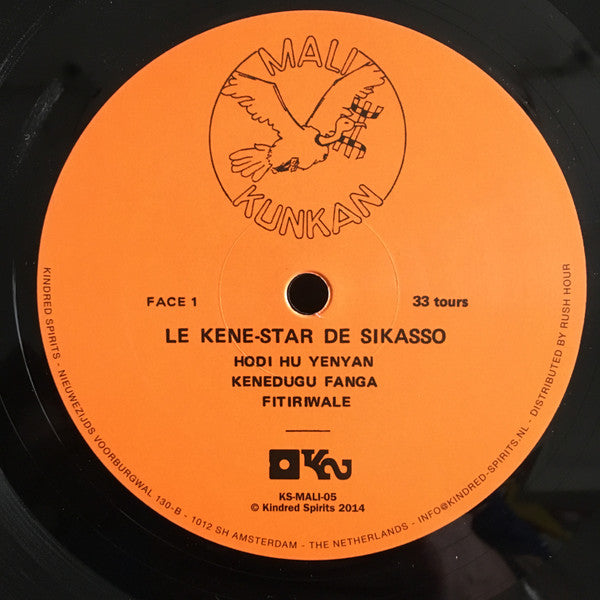 MALI
KUNKAN
FACE 1
33 tours
LE KENE-STAR DE SIKASSO
HODI HU YENYAN
KENEDUGU FANGA
FITIRIWALE
KS-MALI-05
© Kindred Spirits 2014
KINDRED SPIRITS - NIEUWEZIJDS VOORBURGWAL 130-B - 1012 SH AMSTERDAM - THE NETHERLANDS - INFO@KINDRED-SPIRITS.NL - DISTRIBUTED BY RUSH HOUR